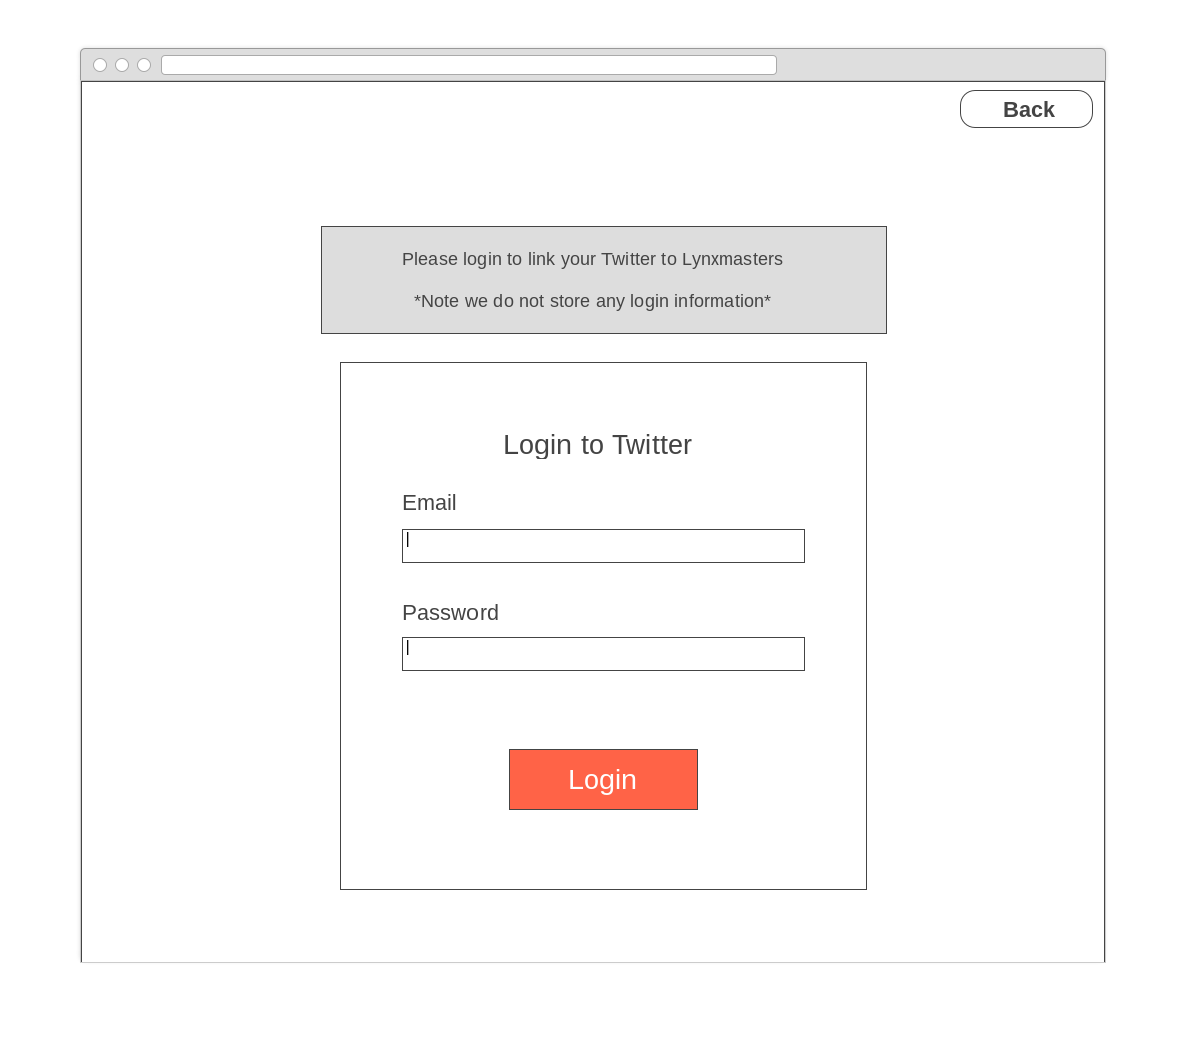 Back
Please login to link your Twitter to Lynxmasters
*Note we do not store any login information*
Login to Twitter
Email
Password
Login